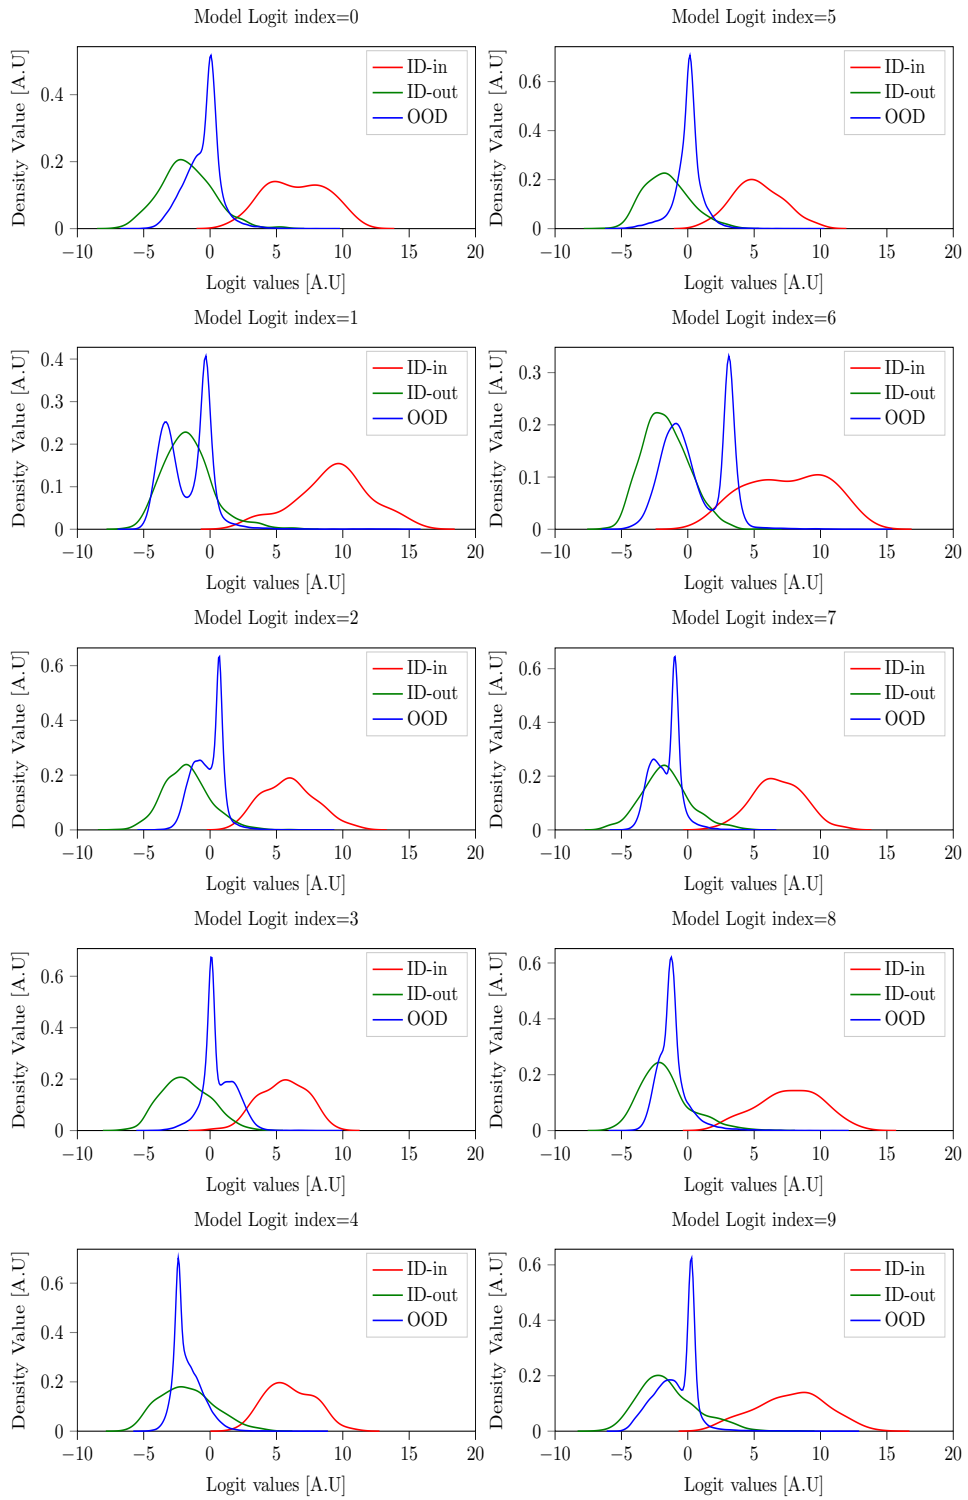 Model Logit index=0
Density Value [A.U]
0.4
0.2
0
ID-in
ID-out
OOD
−10 −5 0 5 10 15 20
Logit values [A.U]
Model Logit index=5
Density Value [A.U]
0.6
0.4
0.2
0
ID-in
ID-out
OOD
−10 −5 0 5 10 15 20
Logit values [A.U]
Model Logit index=1
Density Value [A.U]
0.4
0.3
0.2
0.1
0
ID-in
ID-out
OOD
−10 −5 0 5 10 15 20
Logit values [A.U]
Model Logit index=6
Density Value [A.U]
0.3
0.2
0.1
0
ID-in
ID-out
OOD
−10 −5 0 5 10 15 20
Logit values [A.U]
Model Logit index=2
Density Value [A.U]
0.6
0.4
0.2
0
ID-in
ID-out
OOD
−10 −5 0 5 10 15 20
Logit values [A.U]
Model Logit index=7
Density Value [A.U]
0.6
0.4
0.2
0
ID-in
ID-out
OOD
−10 −5 0 5 10 15 20
Logit values [A.U]
Model Logit index=3
Density Value [A.U]
0.6
0.4
0.2
0
ID-in
ID-out
OOD
−10 −5 0 5 10 15 20
Logit values [A.U]
Model Logit index=8
Density Value [A.U]
0.6
0.4
0.2
0
ID-in
ID-out
OOD
−10 −5 0 5 10 15 20
Logit values [A.U]
Model Logit index=4
Density Value [A.U]
0.6
0.4
0.2
0
ID-in
ID-out
OOD
−10 −5 0 5 10 15 20
Logit values [A.U]
Model Logit index=9
Density Value [A.U]
0.6
0.4
0.2
0
ID-in
ID-out
OOD
−10 −5 0 5 10 15 20
Logit values [A.U]